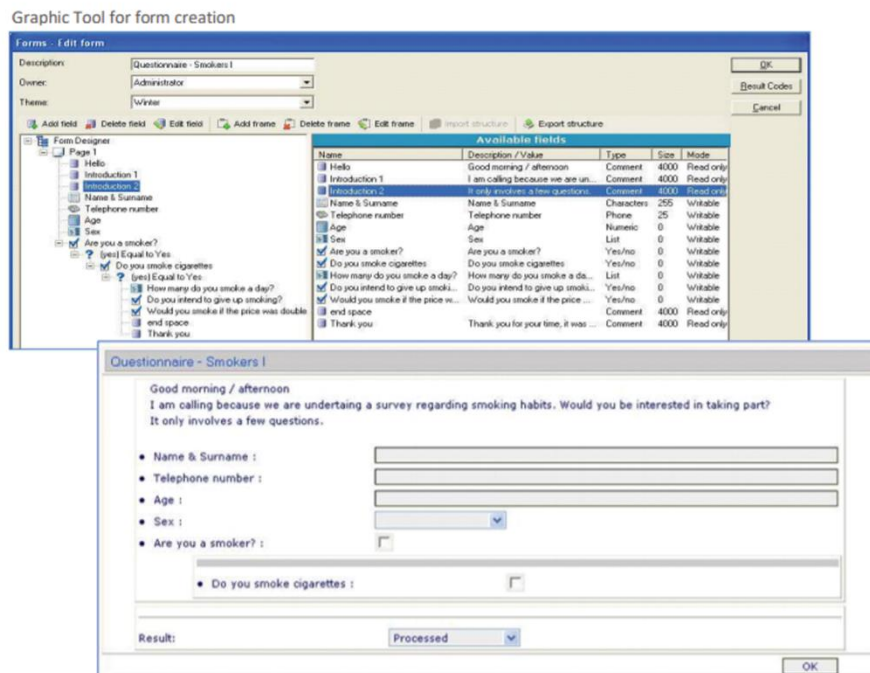 Graphic Tool for form creation
Forms - Edit form
Description: Questionnaire - Smokers I OK
Owner: Administrator Result Codes
Theme: Winter Cancel
Add field Delete field Edit field Add frame Delete frame Edit frame Import structure Export structure
Form Designer
Page 1
Hello
Introduction 1
Introduction 2
Name & Surname
Telephone number
Age
Sex
Are you a smoker?
(yes) Equal to Yes
Do you smoke cigarettes
(yes) Equal to Yes
How many do you smoke a day?
Do you intend to give up smoking?
Would you smoke if the price was double
end space
Thank you
Available fields
Name Description / Value Type Size Mode
Hello Good morning / afternoon Comment 4000 Read only
Introduction 1 I am calling because we are un... Comment 4000 Read only
Introduction 2 It only involves a few questions. Comment 4000 Read only
Name & Surname Name & Surname Characters 255 Writable
Telephone number Telephone number Phone 25 Writable
Age Age Numeric 0 Writable
Sex Sex List 0 Writable
Are you a smoker? Are you a smoker? Yes/no 0 Writable
Do you smoke cigarettes Do you smoke cigarettes Yes/no 0 Writable
How many do you smoke a day? How many do you smoke a da... List 0 Writable
Do you intend to give up smoki... Do you intend to give up smoki... Yes/no 0 Writable
Would you smoke if the price w... Would you smoke if the price ... Yes/no 0 Writable
end space Comment 4000 Read only
Thank you Thank you for your time, it was ... Comment 4000 Read only
Questionnaire - Smokers I
Good morning / afternoon
I am calling because we are undertaing a survey regarding smoking habits. Would you be interested in taking part?
It only involves a few questions.
• Name & Surname :
• Telephone number :
• Age :
• Sex :
• Are you a smoker? :
• Do you smoke cigarettes :
Result: Processed
OK